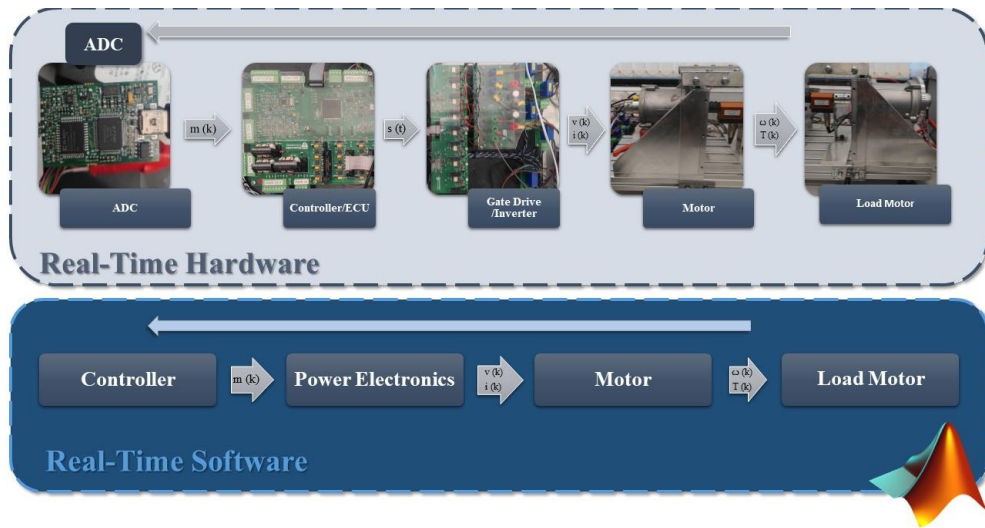 ADC
m (k)
s (t)
v (k)
i (k)
ω (k)
T (k)
ADC
Controller/ECU
Gate Drive
/Inverter
Motor
Load Motor
Real-Time Hardware
Controller
m (k)
Power Electronics
v (k)
i (k)
Motor
ω (k)
T (k)
Load Motor
Real-Time Software